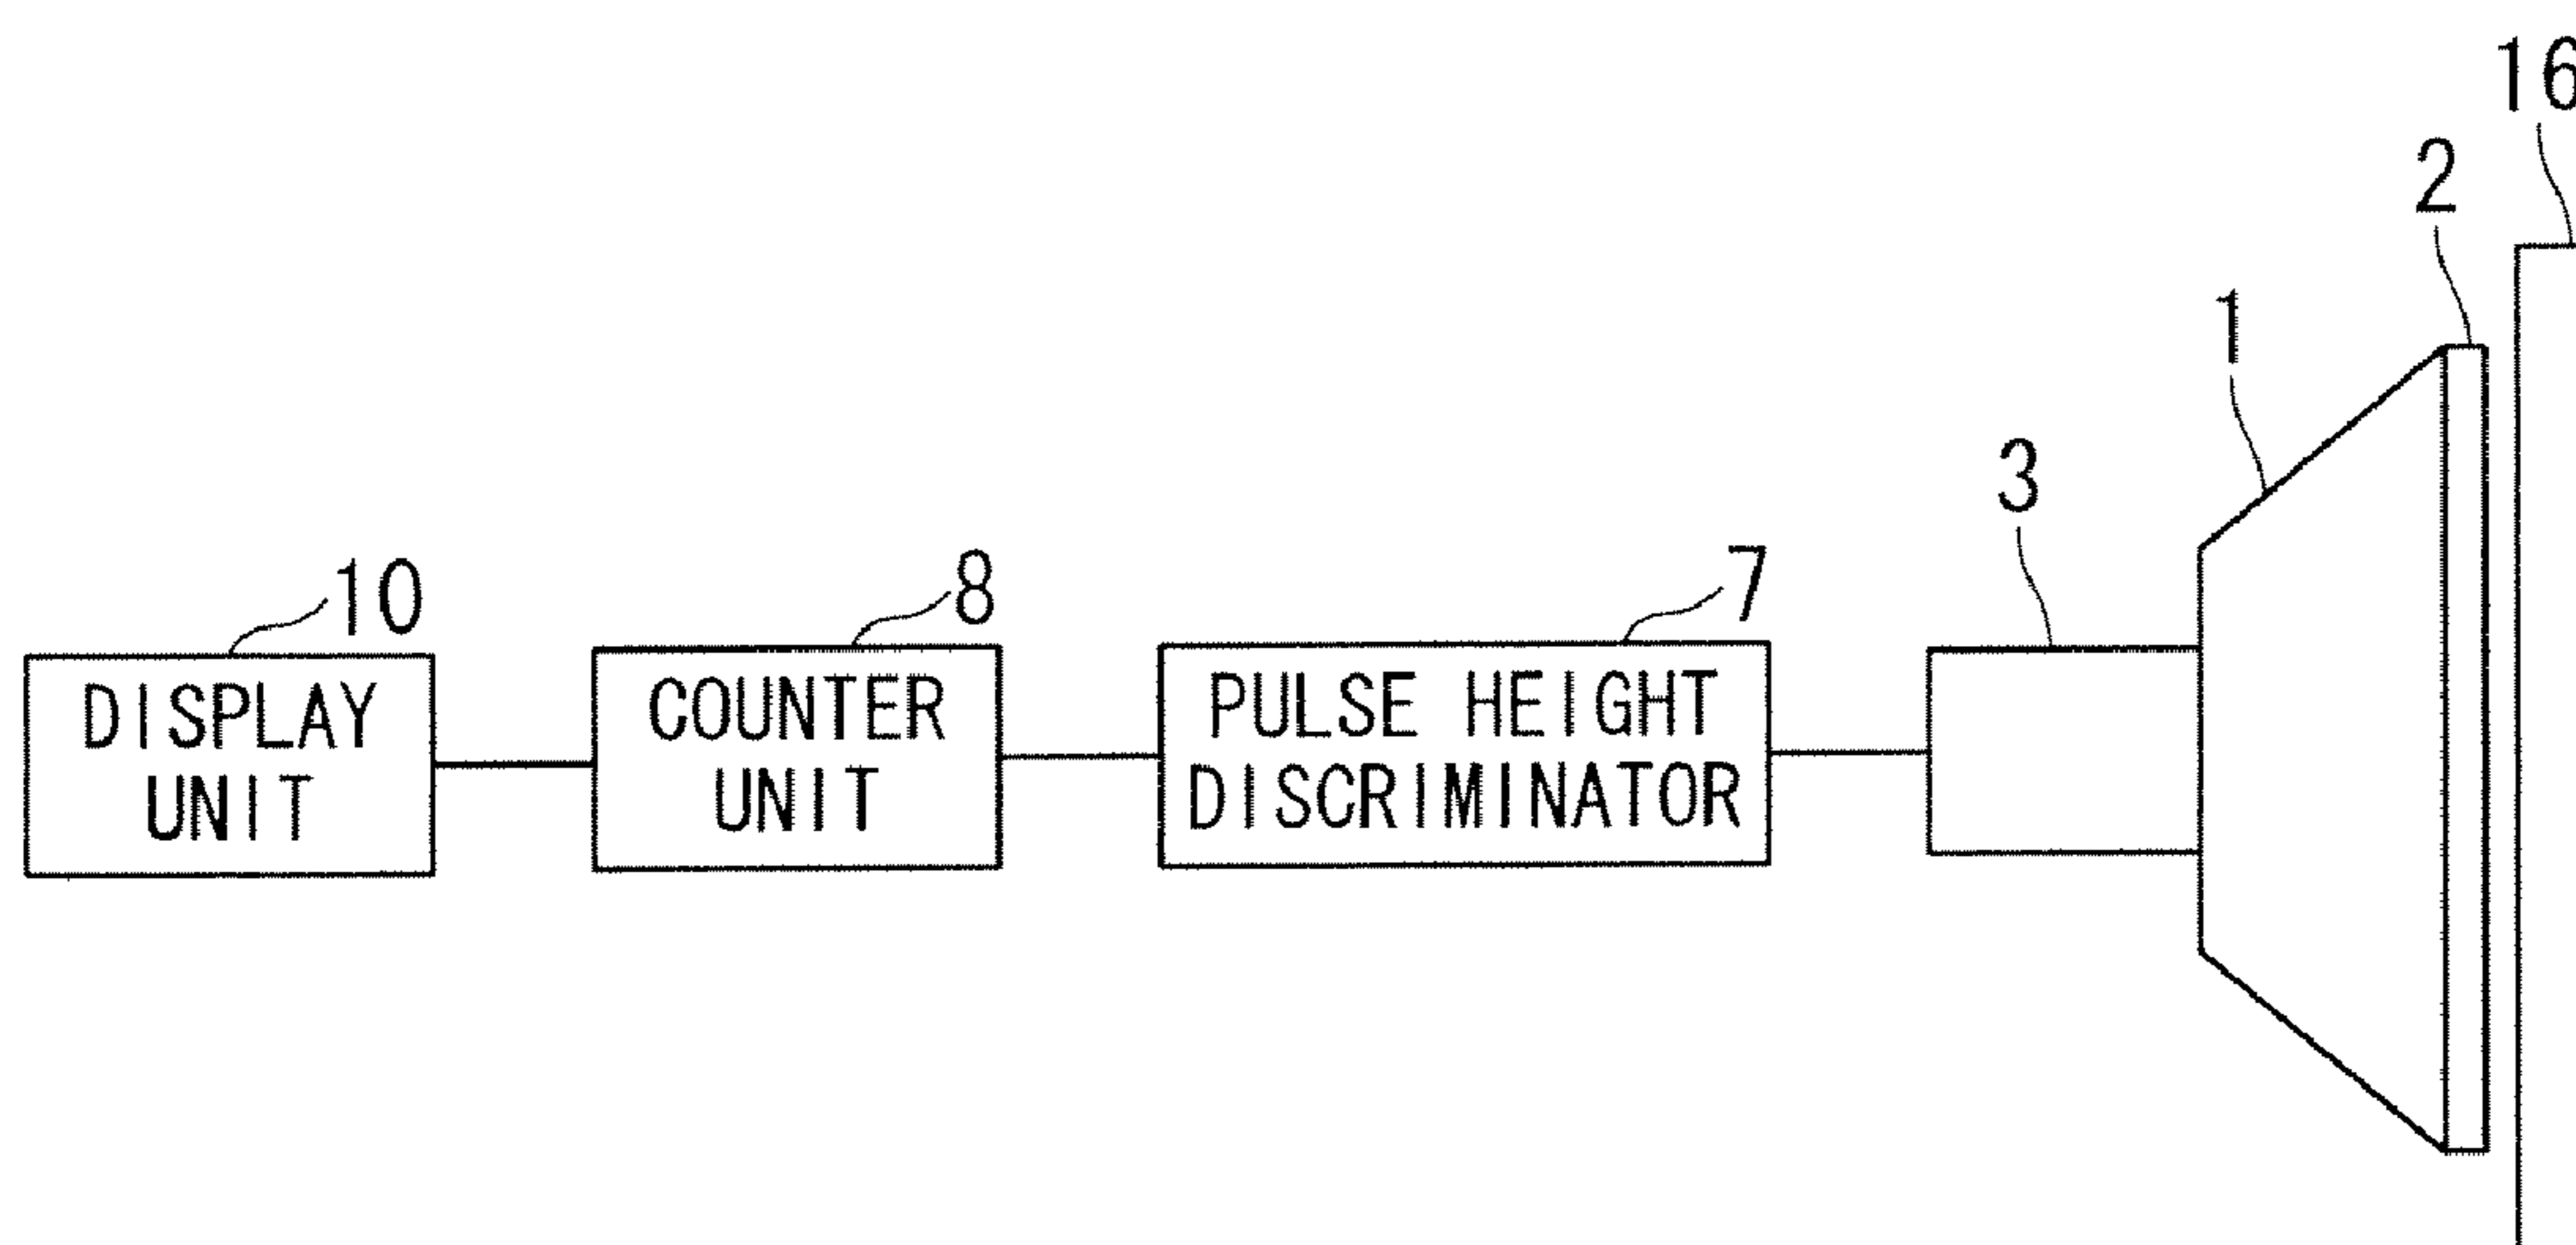 16
2
1
3
10
8
7
DISPLAY
UNIT
COUNTER
UNIT
PULSE HEIGHT
DISCRIMINATOR